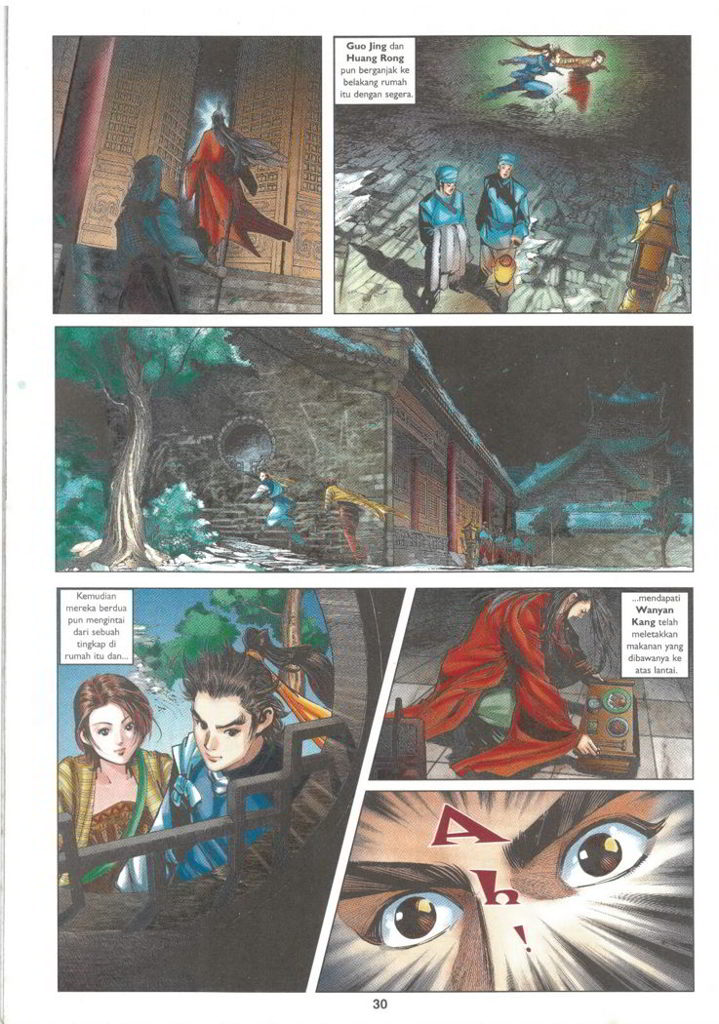 Guo Jing dan
Huang Rong
pun berganjak ke
belakang rumah
itu dengan segera.
Kemudian
mereka berdua
pun mengintai
dari sebuah
tingkap di
rumah itu dan...
...mendapati
Wanyan
Kang telah
meletakkan
makanan yang
dibawanya ke
atas lantai.
Ah!
30